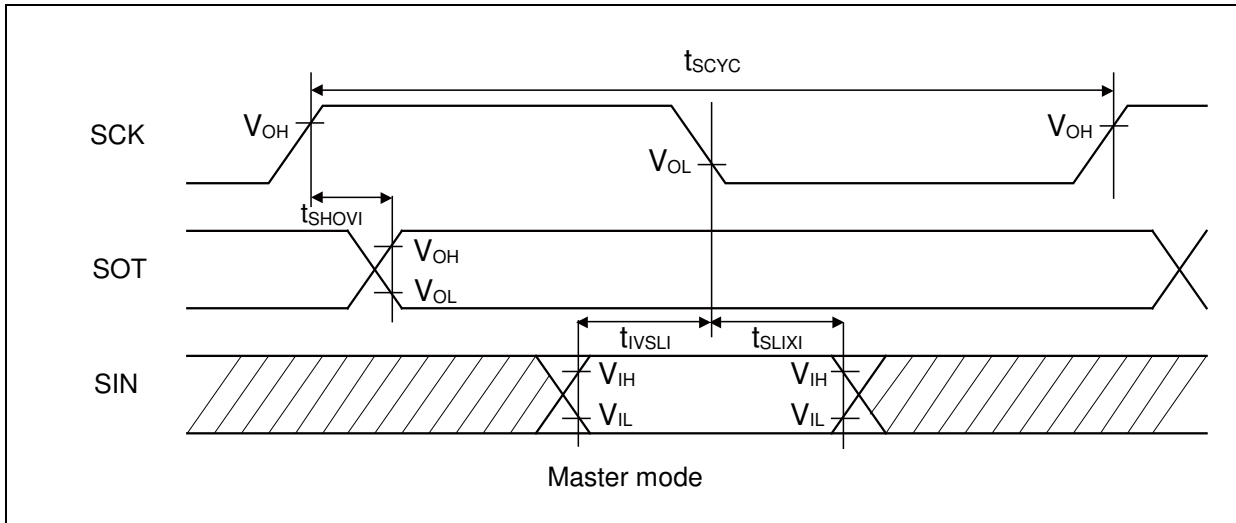 tSCYC
SCK
VOH
VOL
VOH
tSHOVI
SOT
VOH
VOL
tIVSLI
tSLIXI
SIN
VIH
VIL
VIH
VIL
Master mode